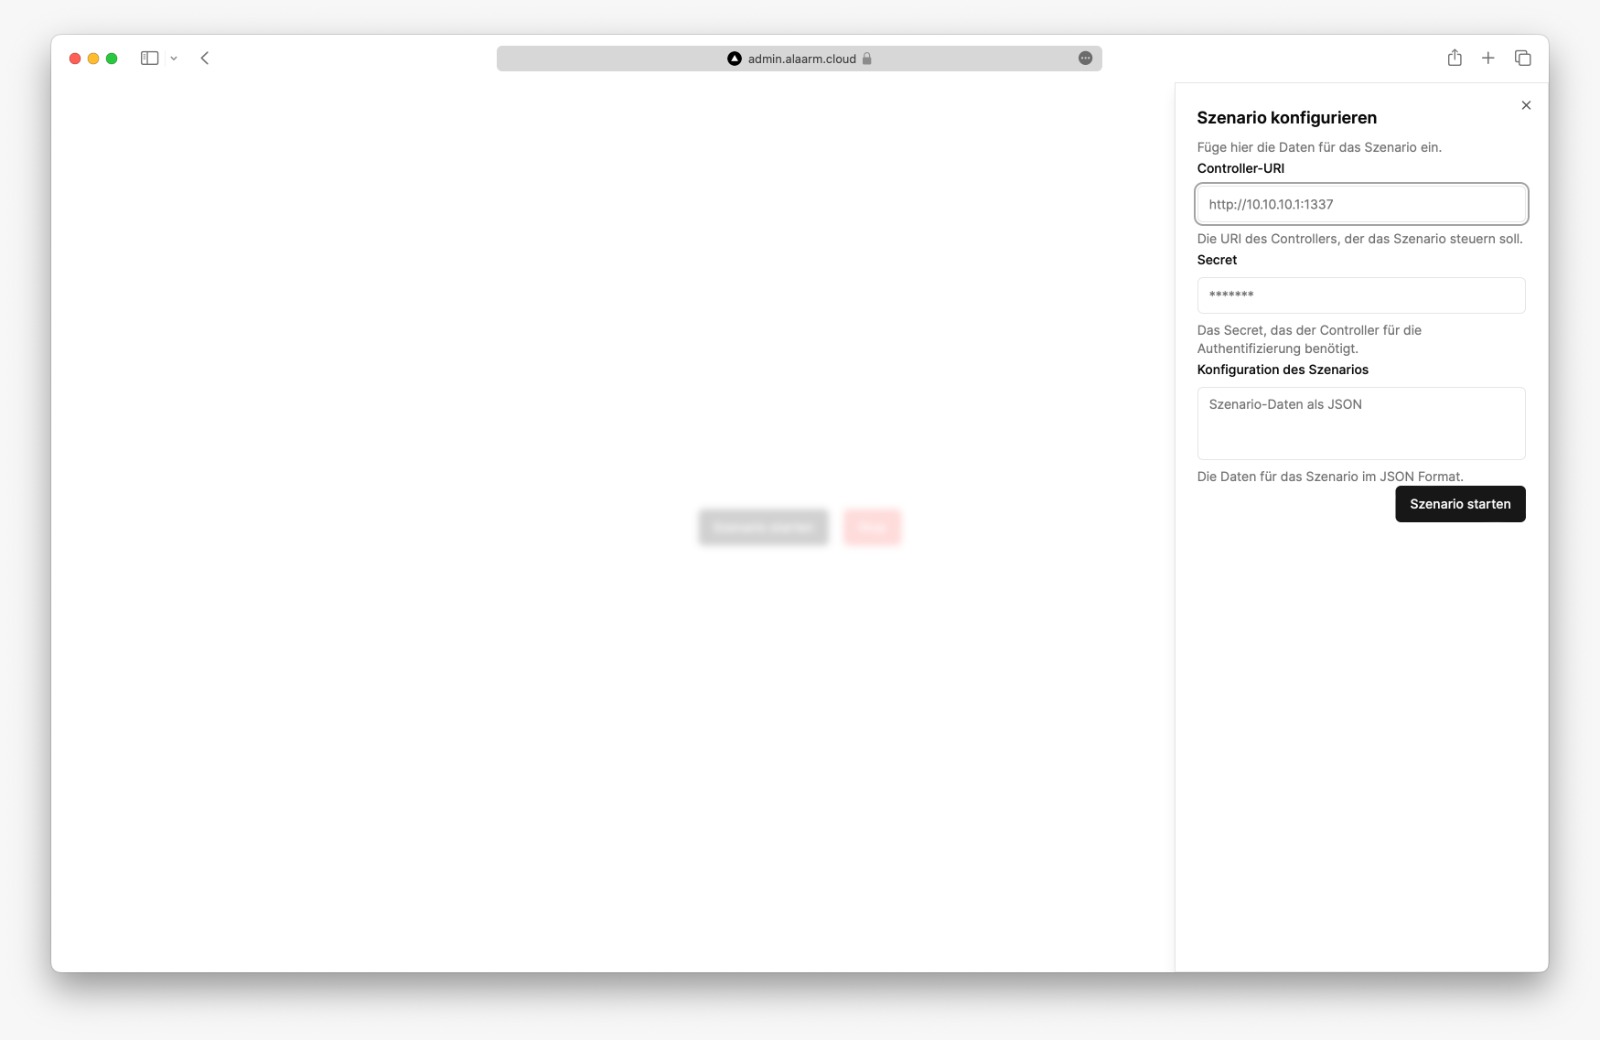 admin.alaarm.cloud
Szenario konfigurieren
Füge hier die Daten für das Szenario ein.
Controller-URI
http://10.10.10.1:1337
Die URI des Controllers, der das Szenario steuern soll.
Secret
*******
Das Secret, das der Controller für die
Authentifizierung benötigt.
Konfiguration des Szenarios
Szenario-Daten als JSON
Die Daten für das Szenario im JSON Format.
Szenario starten